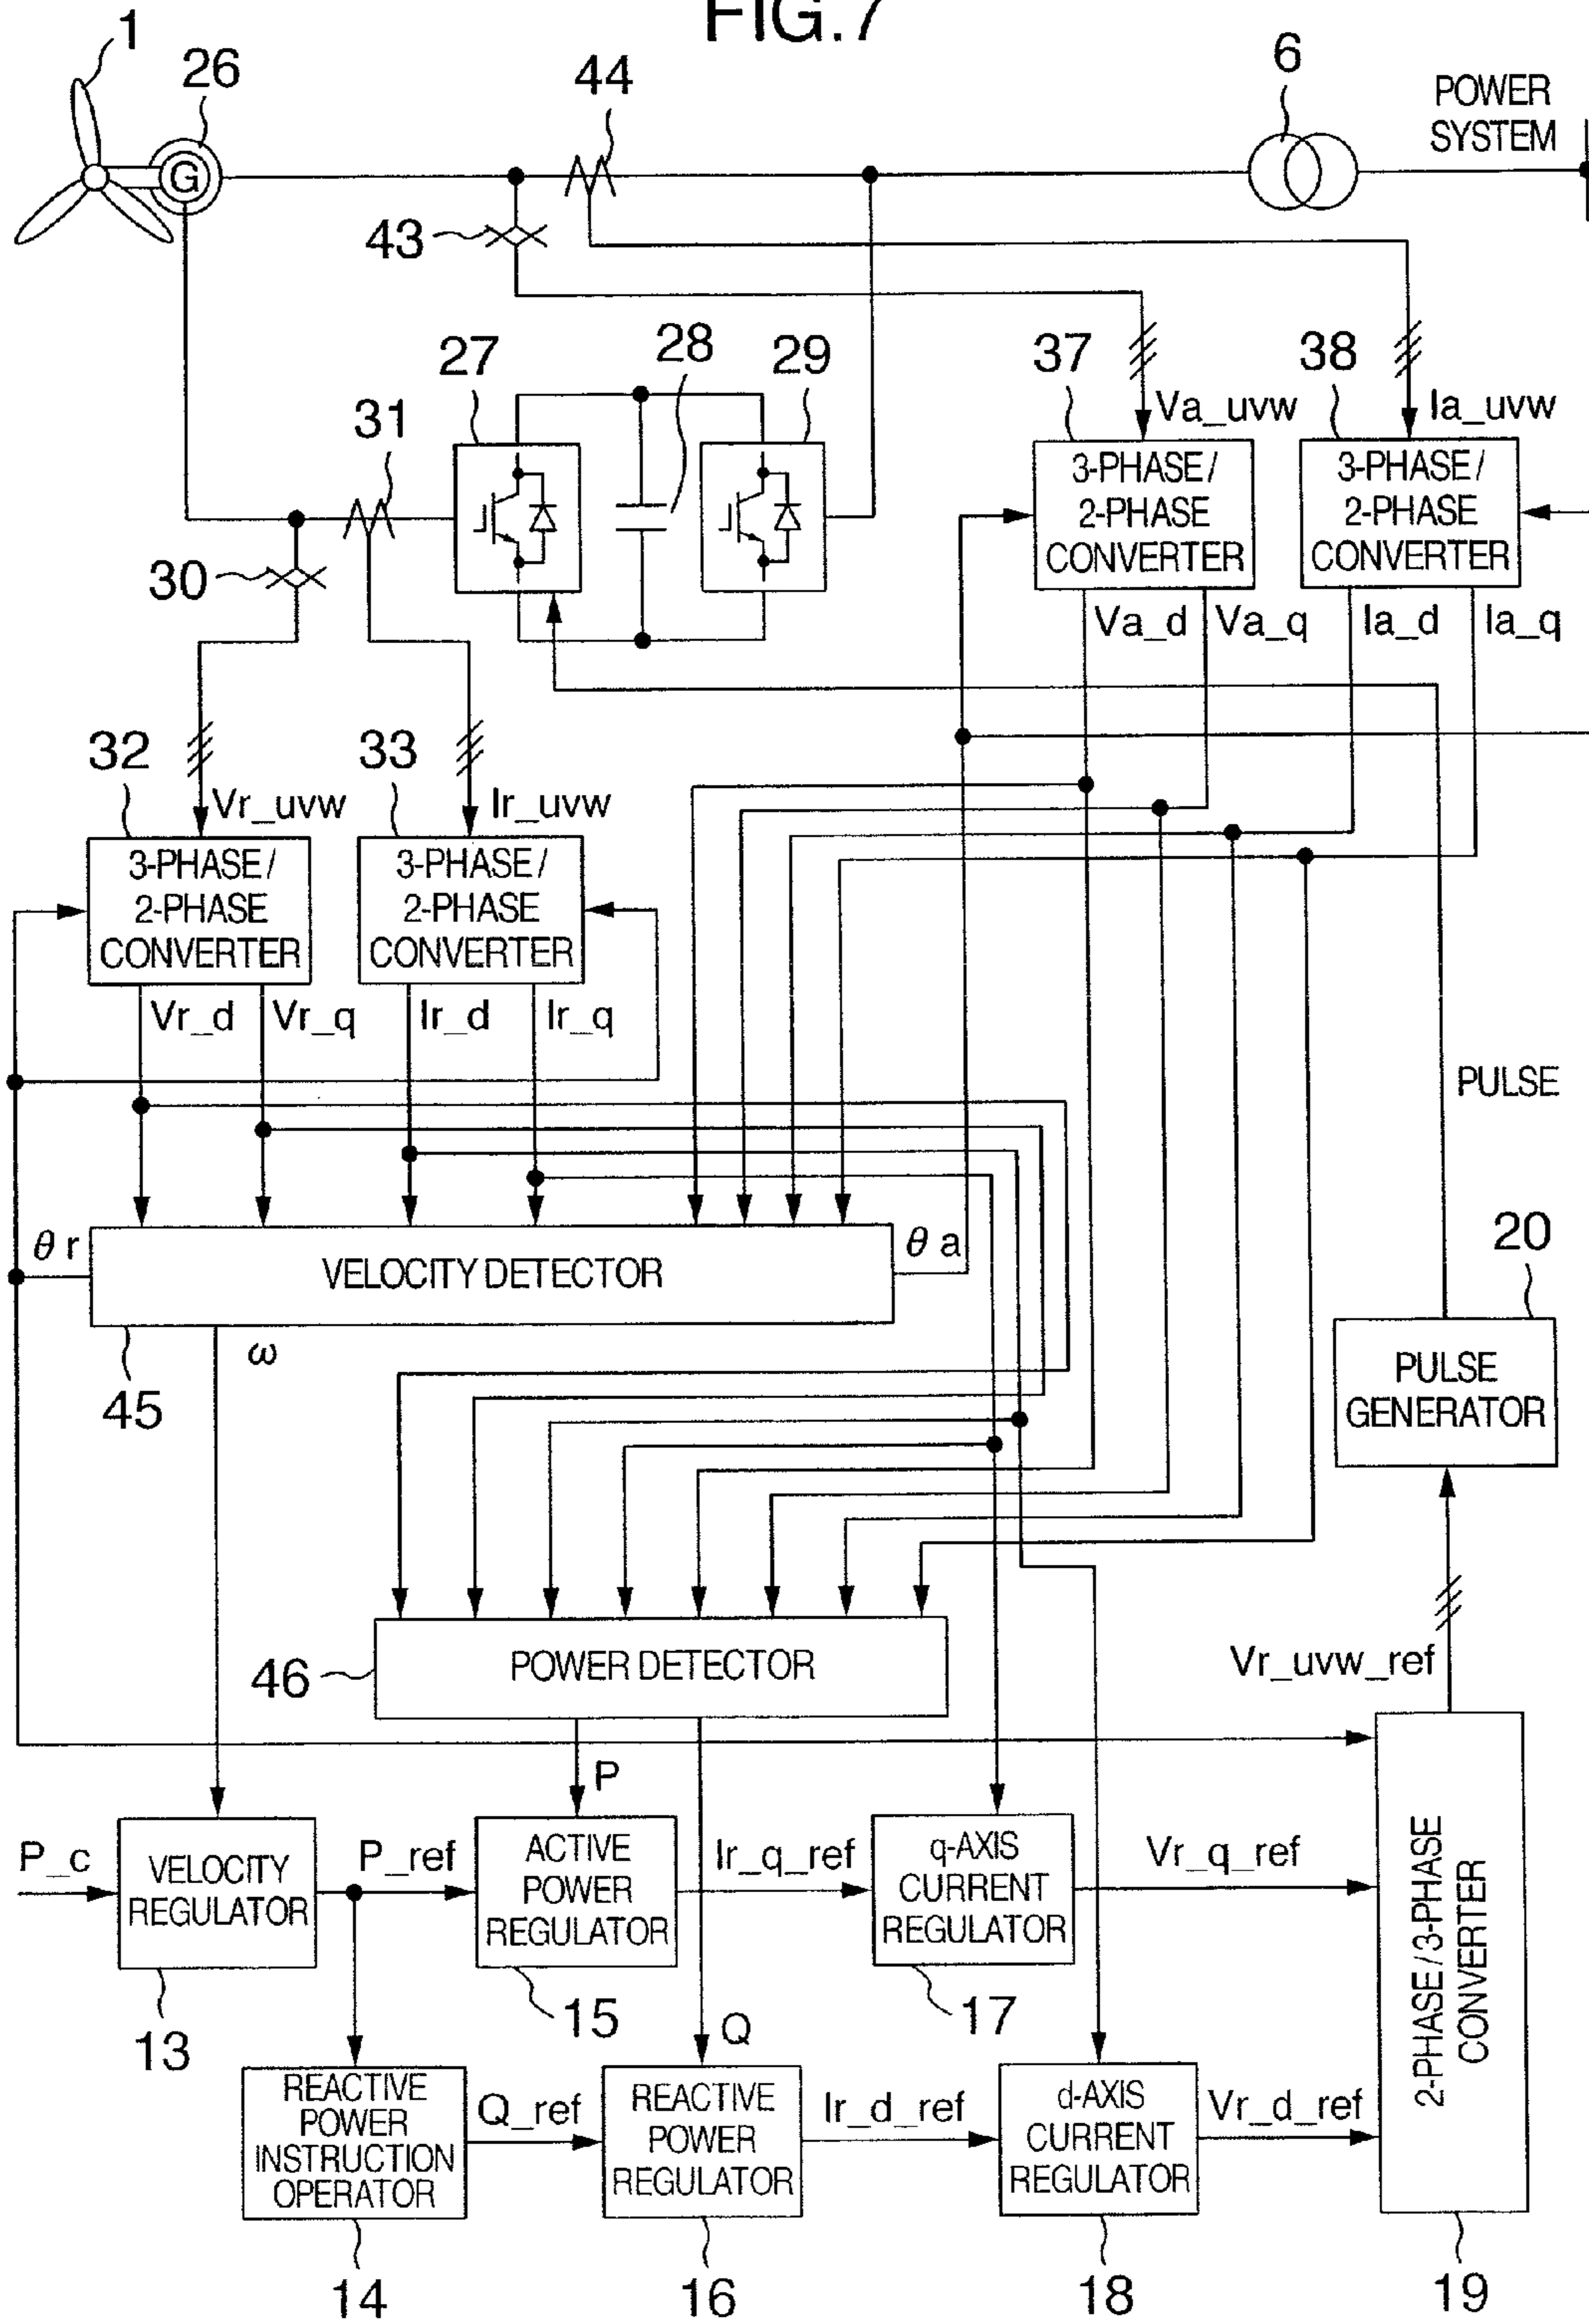 FIG.7
1
26
44
6
POWER
SYSTEM
G
43
27
28
29
37
38
31
Va_uvw
Ia_uvw
3-PHASE/
2-PHASE
CONVERTER
3-PHASE/
2-PHASE
CONVERTER
30
Va_d
Va_q
Ia_d
Ia_q
32
33
Vr_uvw
Ir_uvw
3-PHASE/
2-PHASE
CONVERTER
3-PHASE/
2-PHASE
CONVERTER
Vr_d
Vr_q
Ir_d
Ir_q
PULSE
θ r
VELOCITY DETECTOR
θ a
20
45
ω
PULSE
GENERATOR
46
POWER DETECTOR
Vr_uvw_ref
P
P_c
VELOCITY
REGULATOR
P_ref
ACTIVE
POWER
REGULATOR
Ir_q_ref
q-AXIS
CURRENT
REGULATOR
Vr_q_ref
2-PHASE/3-PHASE
CONVERTER
13
15
Q
17
REACTIVE
POWER
INSTRUCTION
OPERATOR
Q_ref
REACTIVE
POWER
REGULATOR
Ir_d_ref
d-AXIS
CURRENT
REGULATOR
Vr_d_ref
14
16
18
19